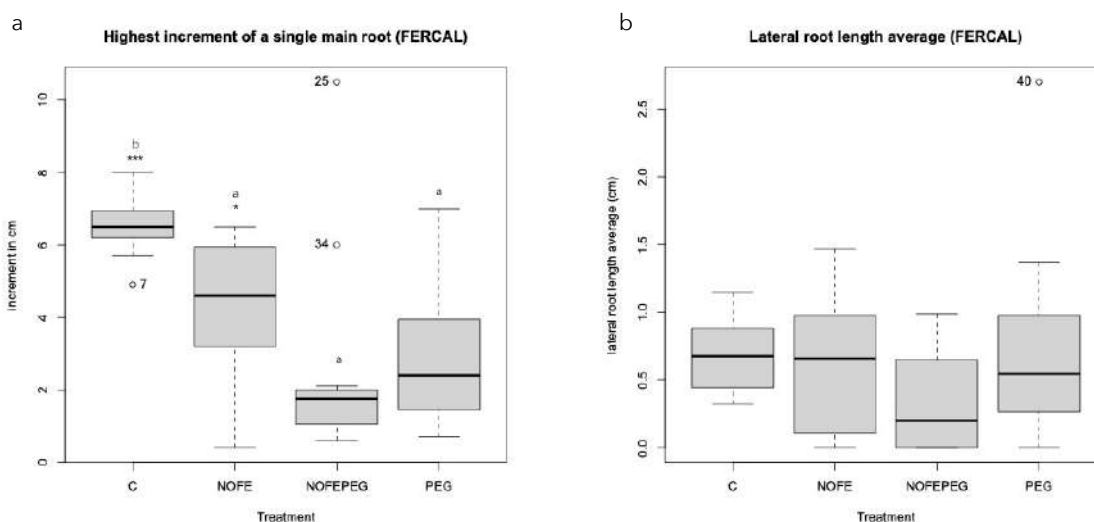 a
Highest increment of a single main root (FERCAL)
increment in cm
0
2
4
6
8
10
b
***
7
a
*
25
34
a
a
C
NOFE
NOFEPEG
PEG
Treatment
b
Lateral root length average (FERCAL)
lateral root length average (cm)
0.0
0.5
1.0
1.5
2.0
2.5
40
C
NOFE
NOFEPEG
PEG
Treatment